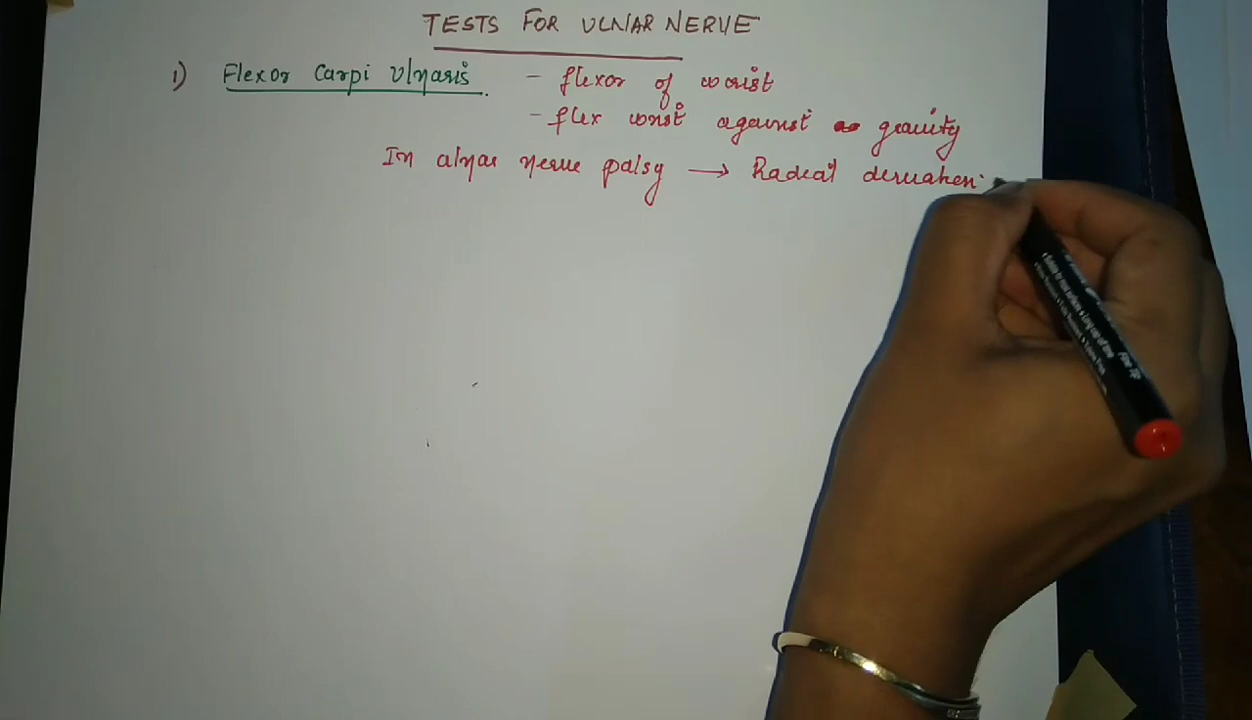 TESTS FOR ULNAR NERVE
1) Flexor Carpi Ulnaris - flexor of wrist
- flex wrist against gravity
In ulnar nerve palsy → Radial deviation